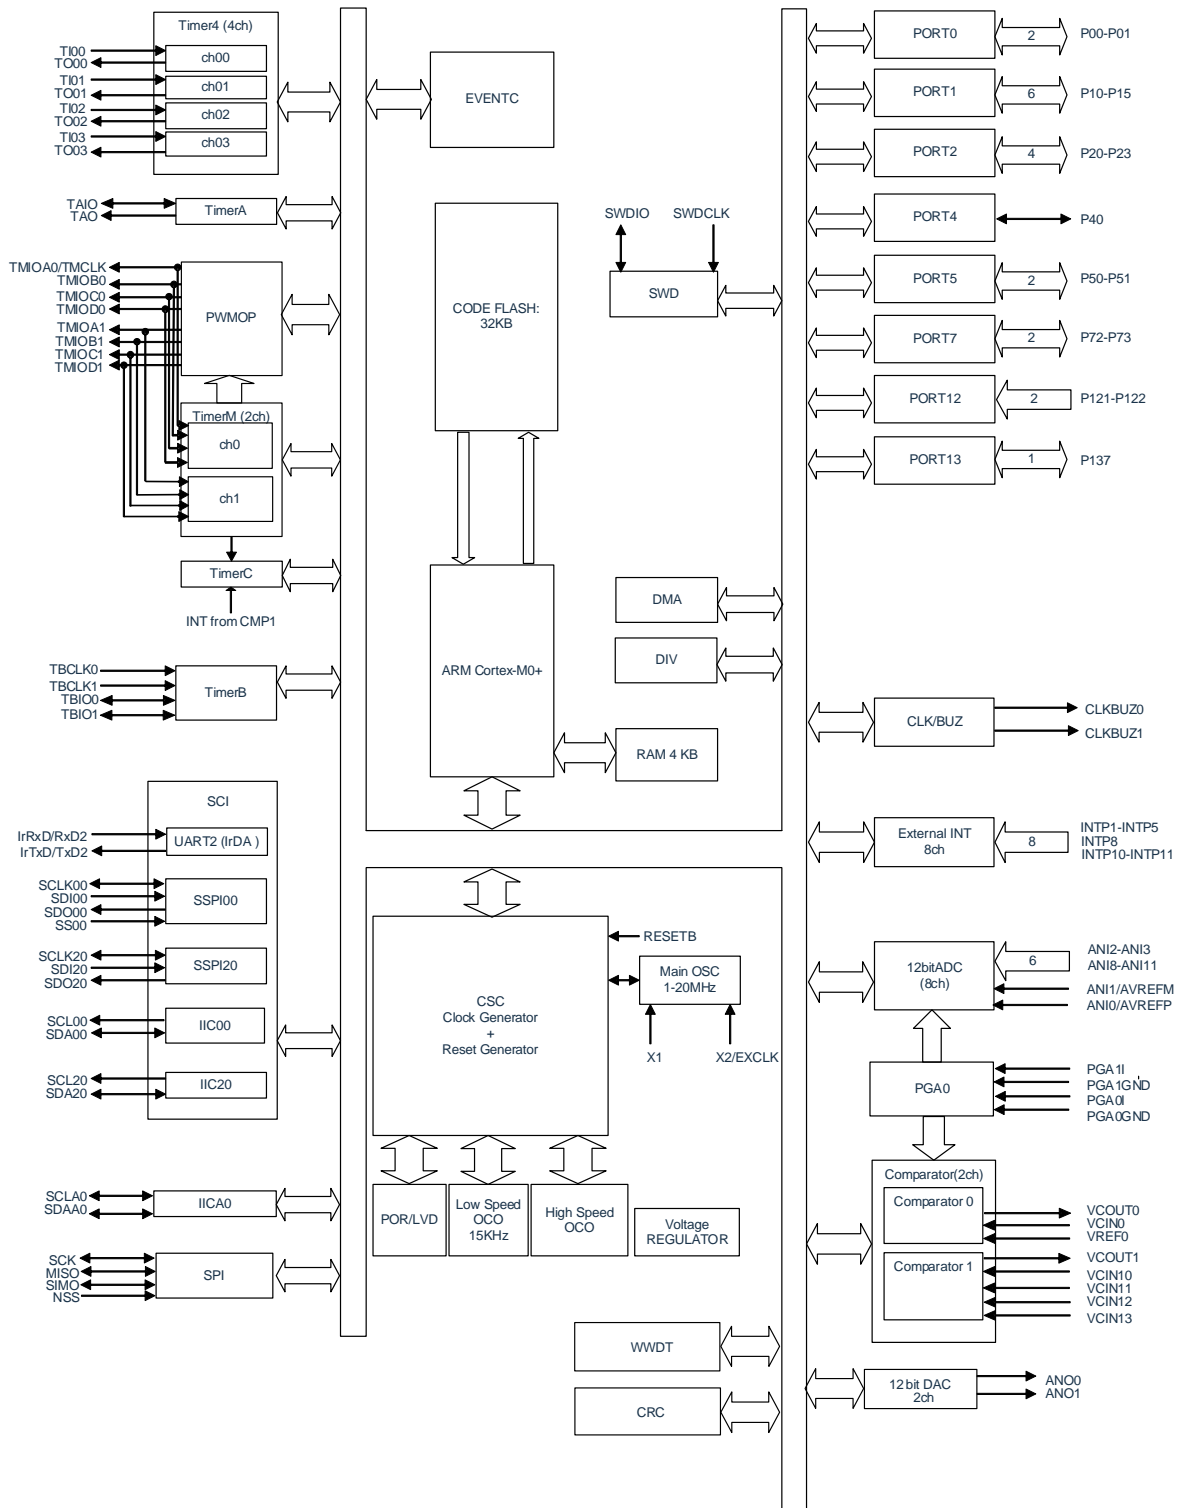 Timer4 (4ch)
TI00
TO00
ch00
TI01
TO01
ch01
TI02
TO02
ch02
TI03
TO03
ch03
TAIO
TAO
TimerA
TMIOA0/TMCLK
TMIOB0
TMIOC0
TMIOD0
TMIOA1
TMIOB1
TMIOC1
TMIOD1
PWMOP
TimerM (2ch)
ch0
ch1
TimerC
INT from CMP1
TBCLK0
TBCLK1
TBIO0
TBIO1
TimerB
SCI
IrRxD/RxD2
IrTxD/TxD2
UART2 (IrDA )
SCLK00
SDI00
SDO00
SS00
SSPI00
SCLK20
SDI20
SDO20
SSPI20
SCL00
SDA00
IIC00
SCL20
SDA20
IIC20
SCLA0
SDAA0
IICA0
SCK
MISO
SIMO
NSS
SPI
EVENTC
CODE FLASH:
32KB
SWDIO
SWDCLK
SWD
ARM Cortex-M0+
DMA
DIV
RAM 4 KB
CSC
Clock Generator
+
Reset Generator
RESETB
Main OSC
1-20MHz
X1
X2/EXCLK
POR/LVD
Low Speed
OCO
15KHz
High Speed
OCO
Voltage
REGULATOR
WWDT
CRC
PORT0
2
P00-P01
PORT1
6
P10-P15
PORT2
4
P20-P23
PORT4
P40
PORT5
2
P50-P51
PORT7
2
P72-P73
PORT12
2
P121-P122
PORT13
1
P137
CLK/BUZ
CLKBUZ0
CLKBUZ1
External INT
8ch
8
INTP1-INTP5
INTP8
INTP10-INTP11
12bitADC
(8ch)
6
ANI2-ANI3
ANI8-ANI11
ANI1/AVREFM
ANI0/AVREFP
PGA0
PGA1I
PGA1GND
PGA0I
PGA0GND
Comparator(2ch)
Comparator 0
VCOUT0
VCIN0
VREF0
Comparator 1
VCOUT1
VCIN10
VCIN11
VCIN12
VCIN13
12 bit DAC
2ch
ANO0
ANO1